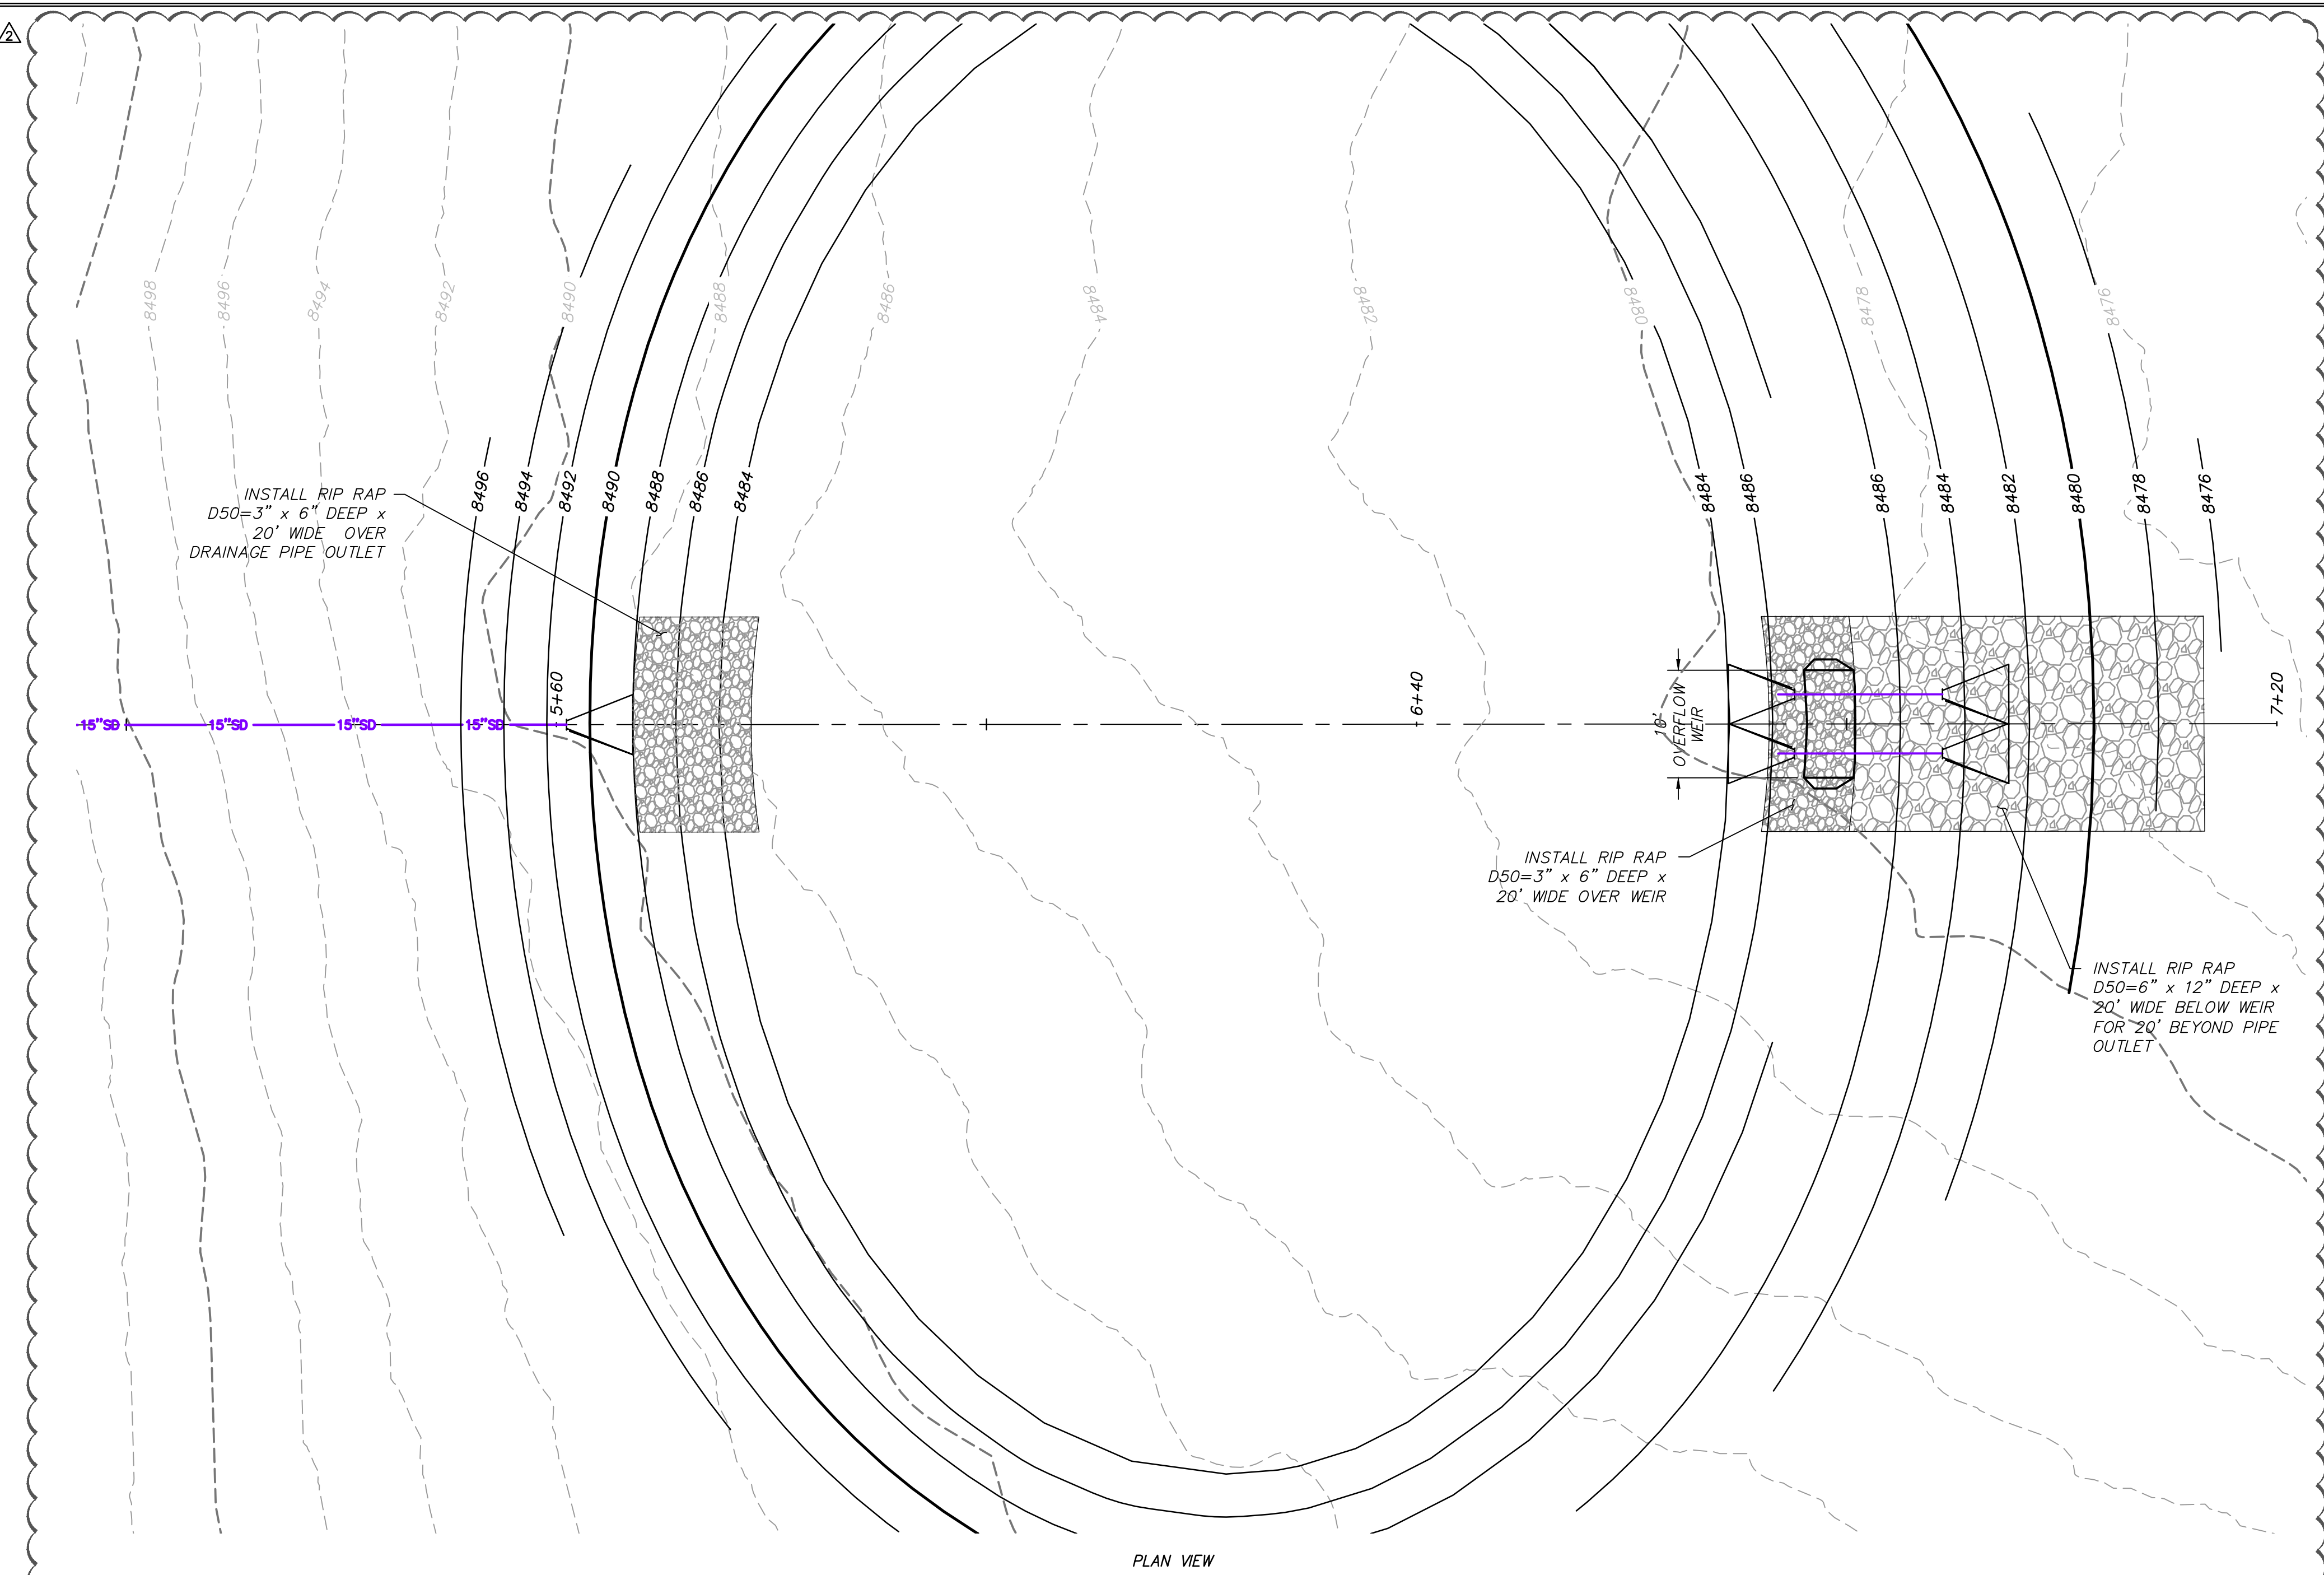 2
8498
8496
8494
8492
8490
8488
8486
8484
8482
8480
8478
8476
8496
8494
8492
8490
8488
8486
8484
8484
8486
8486
8484
8482
8480
8478
8476
INSTALL RIP RAP
D50=3" x 6" DEEP x
20' WIDE OVER
DRAINAGE PIPE OUTLET
15"SD
15"SD
15"SD
15"SD
5+60
6+40
7+20
10'
OVERFLOW
WEIR
INSTALL RIP RAP
D50=3" x 6" DEEP x
20' WIDE OVER WEIR
INSTALL RIP RAP
D50=6" x 12" DEEP x
20' WIDE BELOW WEIR
FOR 20' BEYOND PIPE
OUTLET
PLAN VIEW